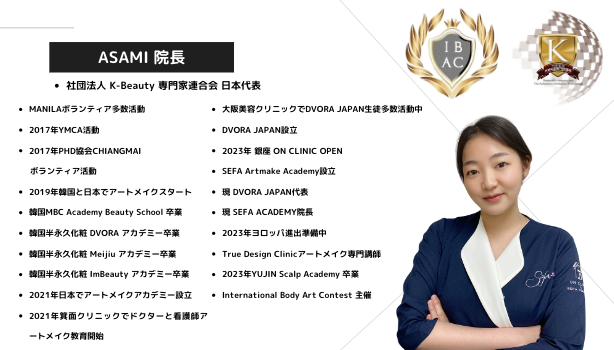 ASAMI 院長
• 社団法人 K-Beauty 専門家連合会 日本代表
• MANILAボランティア多数活動
• 2017年YMCA活動
• 2017年PHD協会CHIANGMAI
ボランティア活動
• 2019年韓国と日本でアートメイクスタート
• 韓国MBC Academy Beauty School 卒業
• 韓国半永久化粧 DVORA アカデミー卒業
• 韓国半永久化粧 Meijiu アカデミー卒業
• 韓国半永久化粧 ImBeauty アカデミー卒業
• 2021年日本でアートメイクアカデミー設立
• 2021年箕面クリニックでドクターと看護師ア
ートメイク教育開始
• 大阪美容クリニックでDVORA JAPAN生徒多数活動中
• DVORA JAPAN設立
• 2023年 銀座 ON CLINIC OPEN
• SEFA Artmake Academy設立
• 現 DVORA JAPAN代表
• 現 SEFA ACADEMY院長
• 2023年ヨロッパ進出準備中
• True Design Clinicアートメイク専門講師
• 2023年YUJIN Scalp Academy 卒業
• International Body Art Contest 主催
IB
AC
K